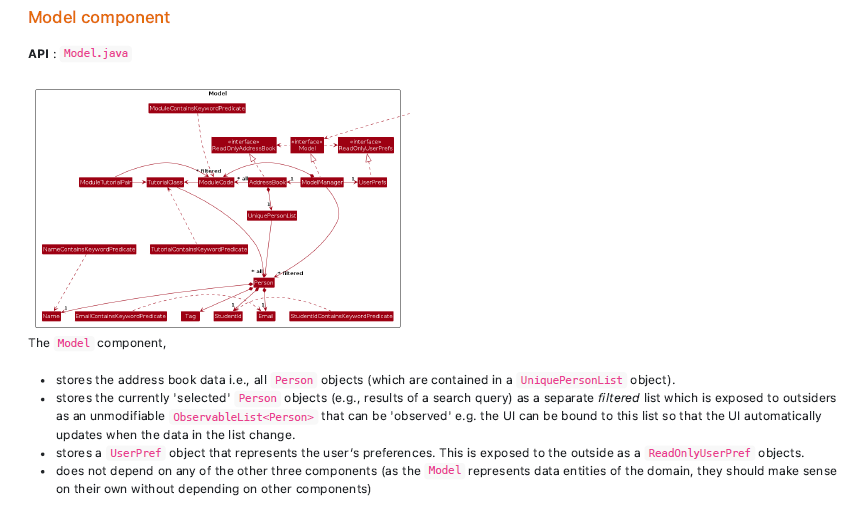 Model component
API : Model.java
Model
ModuleContainsKeywordPredicate
«interface»
ReadOnlyAddressBook
«interface»
Model
«interface»
ReadOnlyUserPrefs
* filtered
ModuleTutorialPair
TutorialClass
ModuleCode
* all
AddressBook
1
ModelManager
1
UserPrefs
1
UniquePersonList
NameContainsKeywordPredicate
TutorialContainsKeywordPredicate
* all
* filtered
Person
1
1
1
Name
EmailContainsKeywordPredicate
Tag
StudentId
Email
StudentIdContainsKeywordPredicate
The Model component,
• stores the address book data i.e., all Person objects (which are contained in a UniquePersonList object).
• stores the currently 'selected' Person objects (e.g., results of a search query) as a separate filtered list which is exposed to outsiders
as an unmodifiable ObservableList<Person> that can be 'observed' e.g. the UI can be bound to this list so that the UI automatically
updates when the data in the list change.
• stores a UserPref object that represents the user's preferences. This is exposed to the outside as a ReadOnlyUserPref objects.
• does not depend on any of the other three components (as the Model represents data entities of the domain, they should make sense
on their own without depending on other components)